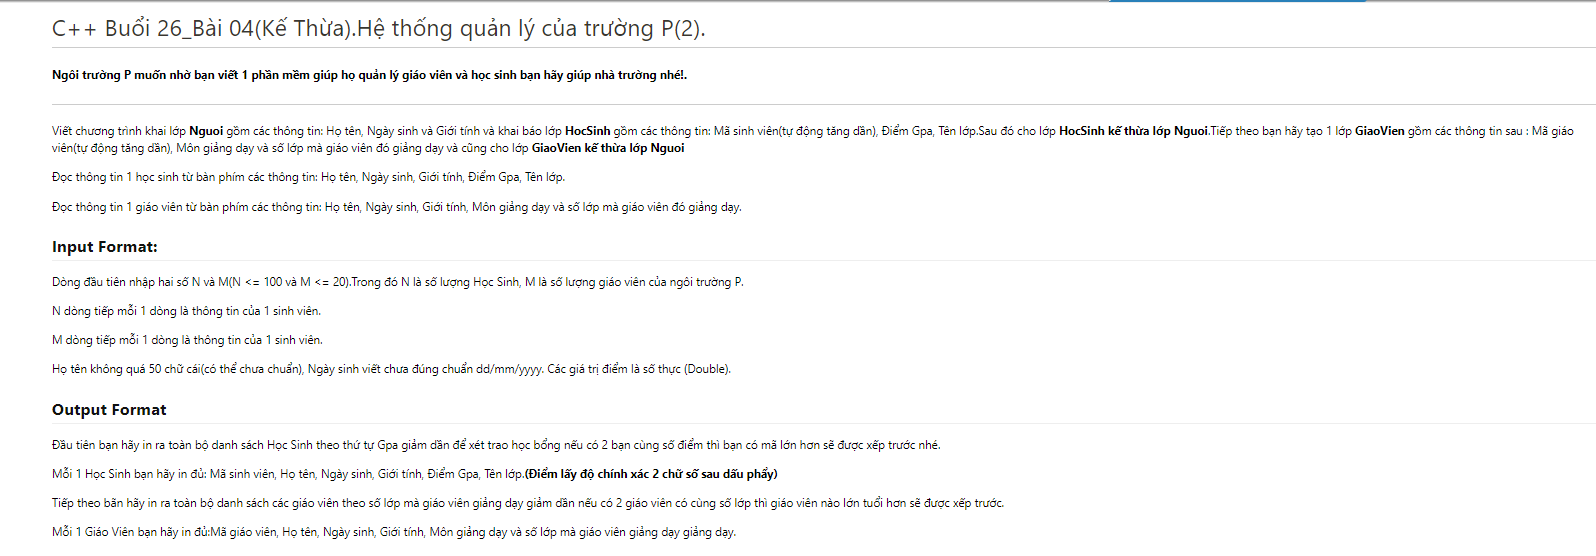 C++ Buổi 26_Bài 04(Kế Thừa).Hệ thống quản lý của trường P(2).
Ngôi trường P muốn nhờ bạn viết 1 phần mềm giúp họ quản lý giáo viên và học sinh bạn hãy giúp nhà trường nhé!.
Viết chương trình khai lớp Nguoi gồm các thông tin: Họ tên, Ngày sinh và Giới tính và khai báo lớp HocSinh gồm các thông tin: Mã sinh viên(tự động tăng dần), Điểm Gpa, Tên lớp.Sau đó cho lớp HocSinh kế thừa lớp Nguoi.Tiếp theo bạn hãy tạo 1 lớp GiaoVien gồm các thông tin sau : Mã giáo
viên(tự động tăng dần), Môn giảng dạy và số lớp mà giáo viên đó giảng dạy và cũng cho lớp GiaoVien kế thừa lớp Nguoi
Đọc thông tin 1 học sinh từ bàn phím các thông tin: Họ tên, Ngày sinh, Giới tính, Điểm Gpa, Tên lớp.
Đọc thông tin 1 giáo viên từ bàn phím các thông tin: Họ tên, Ngày sinh, Giới tính, Môn giảng dạy và số lớp mà giáo viên đó giảng dạy.
Input Format:
Dòng đầu tiên nhập hai số N và M(N <= 100 và M <= 20).Trong đó N là số lượng Học Sinh, M là số lượng giáo viên của ngôi trường P.
N dòng tiếp mỗi 1 dòng là thông tin của 1 sinh viên.
M dòng tiếp mỗi 1 dòng là thông tin của 1 sinh viên.
Họ tên không quá 50 chữ cái(có thể chưa chuẩn), Ngày sinh viết chưa đúng chuẩn dd/mm/yyyy. Các giá trị điểm là số thực (Double).
Output Format
Đầu tiên bạn hãy in ra toàn bộ danh sách Học Sinh theo thứ tự Gpa giảm dần để xét trao học bổng nếu có 2 bạn cùng số điểm thì bạn có mã lớn hơn sẽ được xếp trước nhé.
Mỗi 1 Học Sinh bạn hãy in đủ: Mã sinh viên, Họ tên, Ngày sinh, Giới tính, Điểm Gpa, Tên lớp.(Điểm lấy độ chính xác 2 chữ số sau dấu phẩy)
Tiếp theo bãn hãy in ra toàn bộ danh sách các giáo viên theo số lớp mà giáo viên giảng dạy giảm dần nếu có 2 giáo viên có cùng số lớp thì giáo viên nào lớn tuổi hơn sẽ được xếp trước.
Mỗi 1 Giáo Viên bạn hãy in đủ:Mã giáo viên, Họ tên, Ngày sinh, Giới tính, Môn giảng dạy và số lớp mà giáo viên giảng dạy giảng dạy.